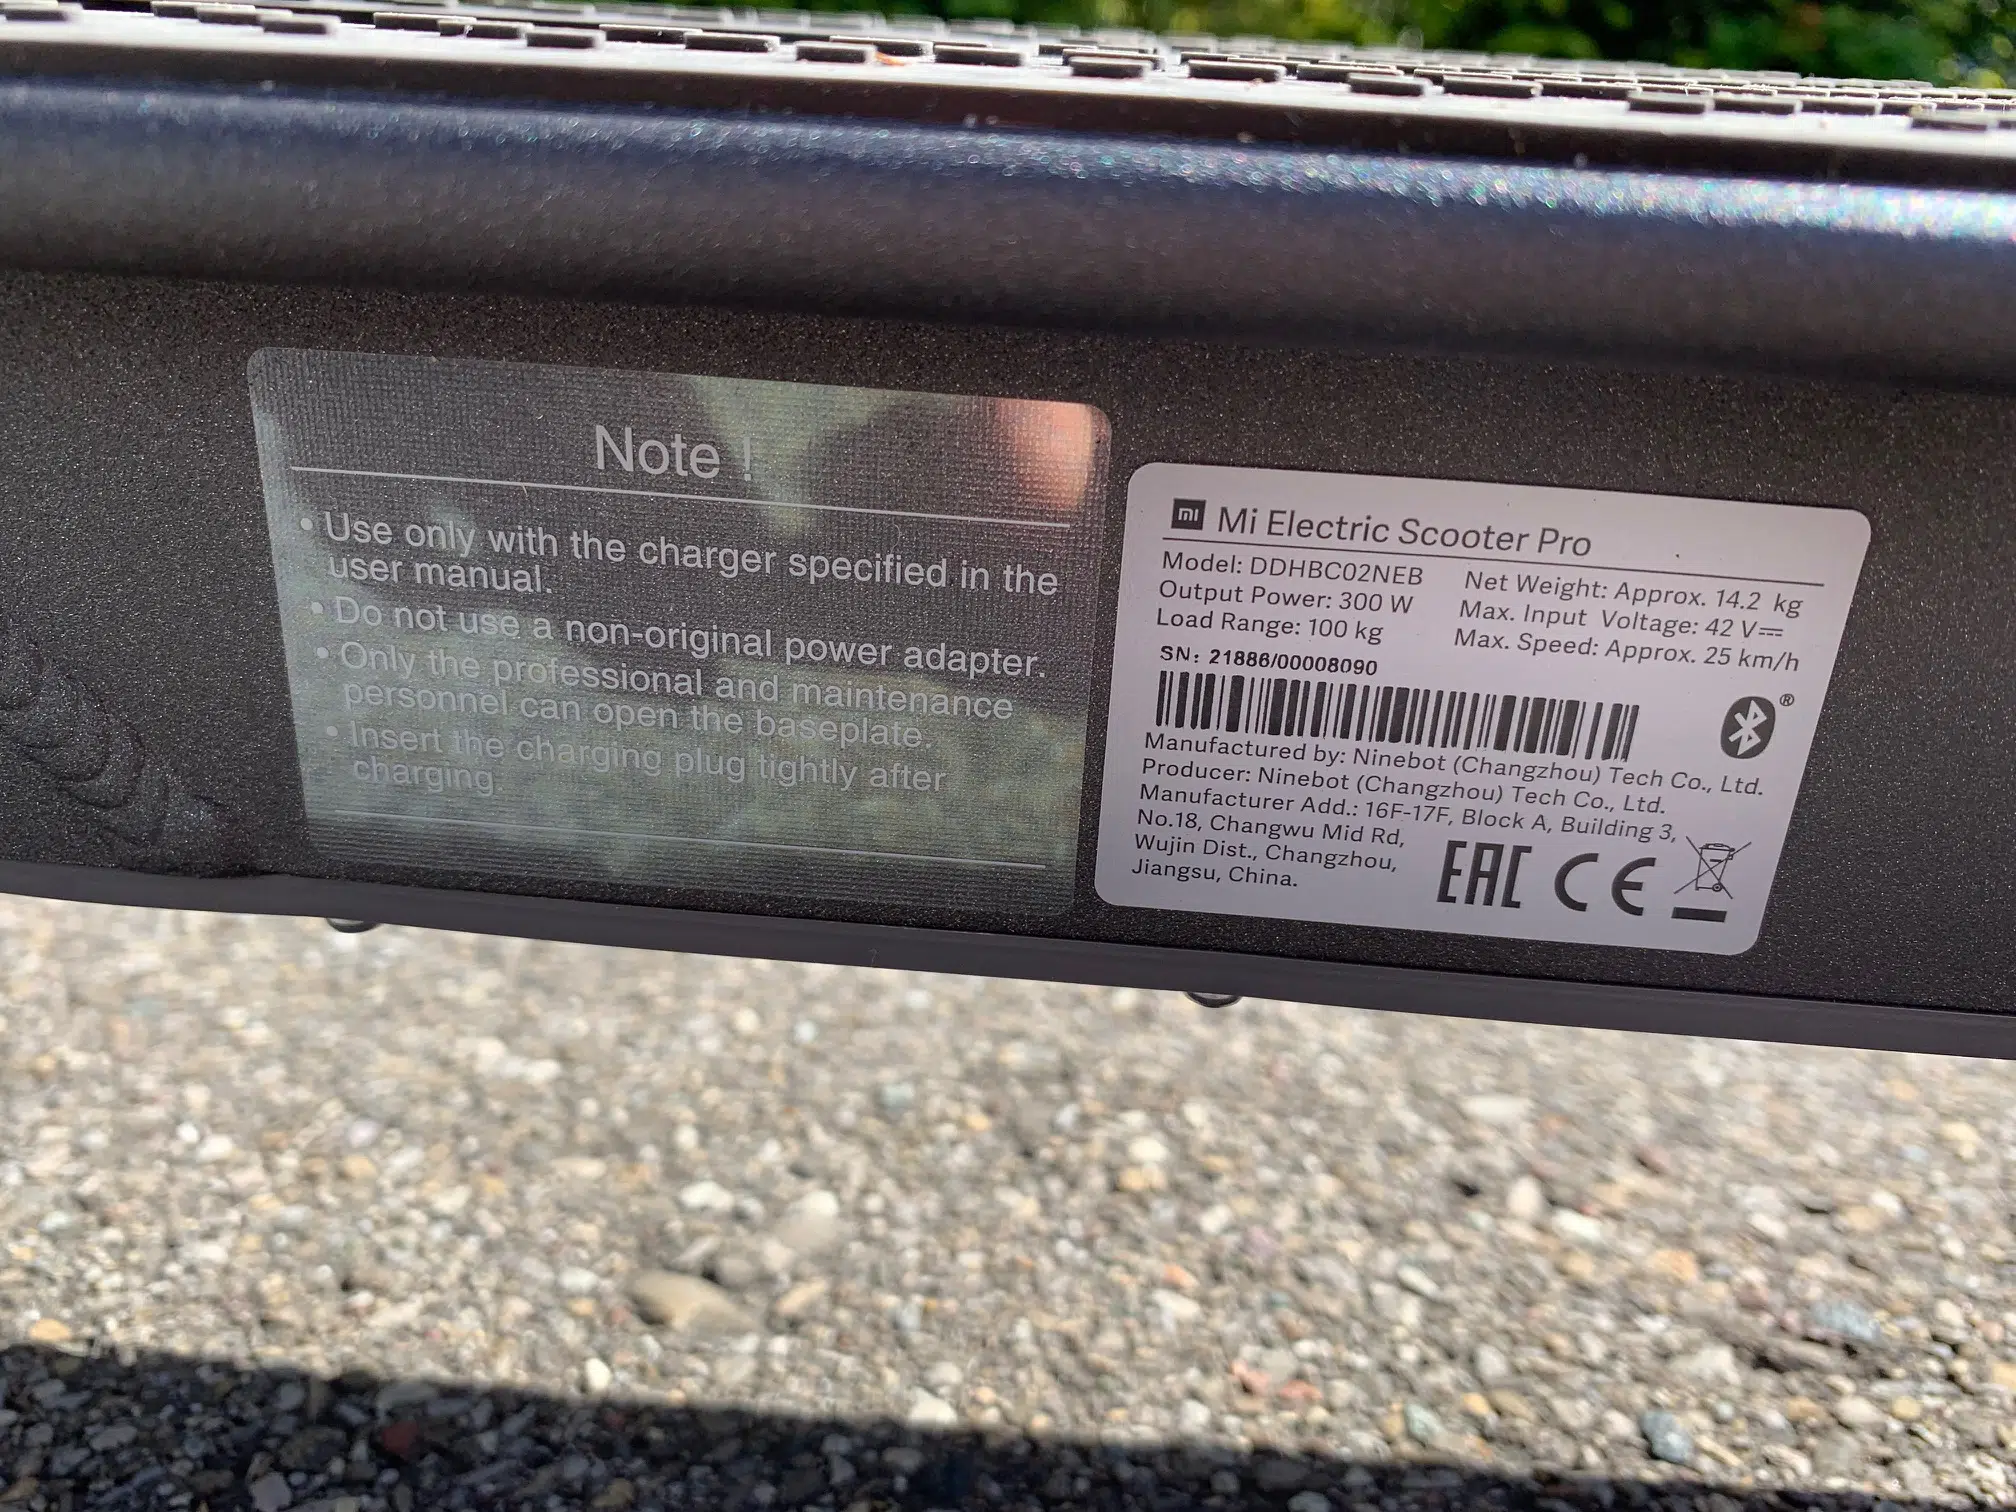 Note !
• Use only with the charger specified in the
user manual.
• Do not use a non-original power adapter.
• Only the professional and maintenance
personnel can open the baseplate.
• Insert the charging plug tightly after
charging.
mi Mi Electric Scooter Pro
Model: DDHBC02NEB
Output Power: 300 W
Load Range: 100 kg
Net Weight: Approx. 14.2 kg
Max. Input Voltage: 42 V⎓
Max. Speed: Approx. 25 km/h
SN: 21886/00008090
®
Manufactured by: Ninebot (Changzhou) Tech Co., Ltd.
Producer: Ninebot (Changzhou) Tech Co., Ltd.
Manufacturer Add.: 16F-17F, Block A, Building 3,
No.18, Changwu Mid Rd,
Wujin Dist., Changzhou,
Jiangsu, China.
EAC CE